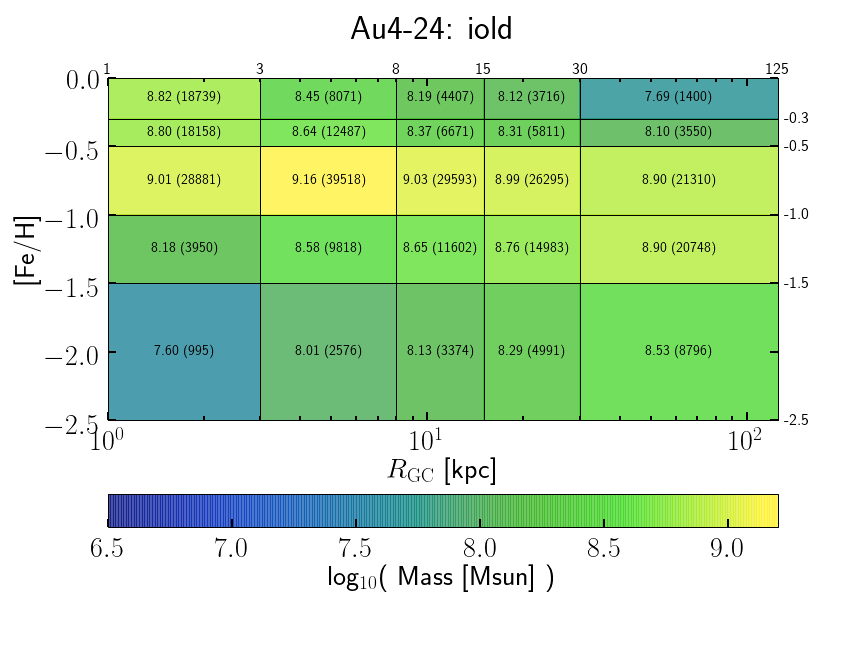 Au4-24: iold
1 3 8 15 30 125
0.0
8.82 (18739) 8.45 (8071) 8.19 (4407) 8.12 (3716) 7.69 (1400)
-0.3
8.80 (18158) 8.64 (12487) 8.37 (6671) 8.31 (5811) 8.10 (3550)
−0.5 -0.5
9.01 (28881) 9.16 (39518) 9.03 (29593) 8.99 (26295) 8.90 (21310)
−1.0 -1.0
[Fe/H]
8.18 (3950) 8.58 (9818) 8.65 (11602) 8.76 (14983) 8.90 (20748)
−1.5 -1.5
−2.0 7.60 (995) 8.01 (2576) 8.13 (3374) 8.29 (4991) 8.53 (8796)
−2.5 -2.5
10⁰ 10¹ 10²
R_GC [kpc]
6.5 7.0 7.5 8.0 8.5 9.0
log₁₀( Mass [Msun] )